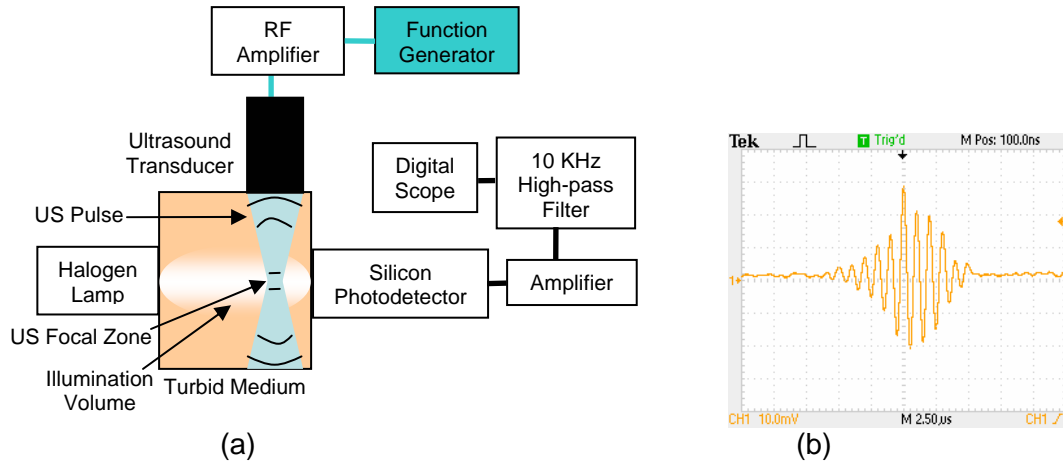 RF
Amplifier
Function
Generator
Ultrasound
Transducer
US Pulse
Halogen
Lamp
US Focal Zone
Illumination
Volume
Turbid Medium
Silicon
Photodetector
Amplifier
Digital
Scope
10 KHz
High-pass
Filter
(a)
Tek
T Trig'd
M Pos: 100.0ns
1
CH1 10.0mV
M 2.50µs
CH1
(b)